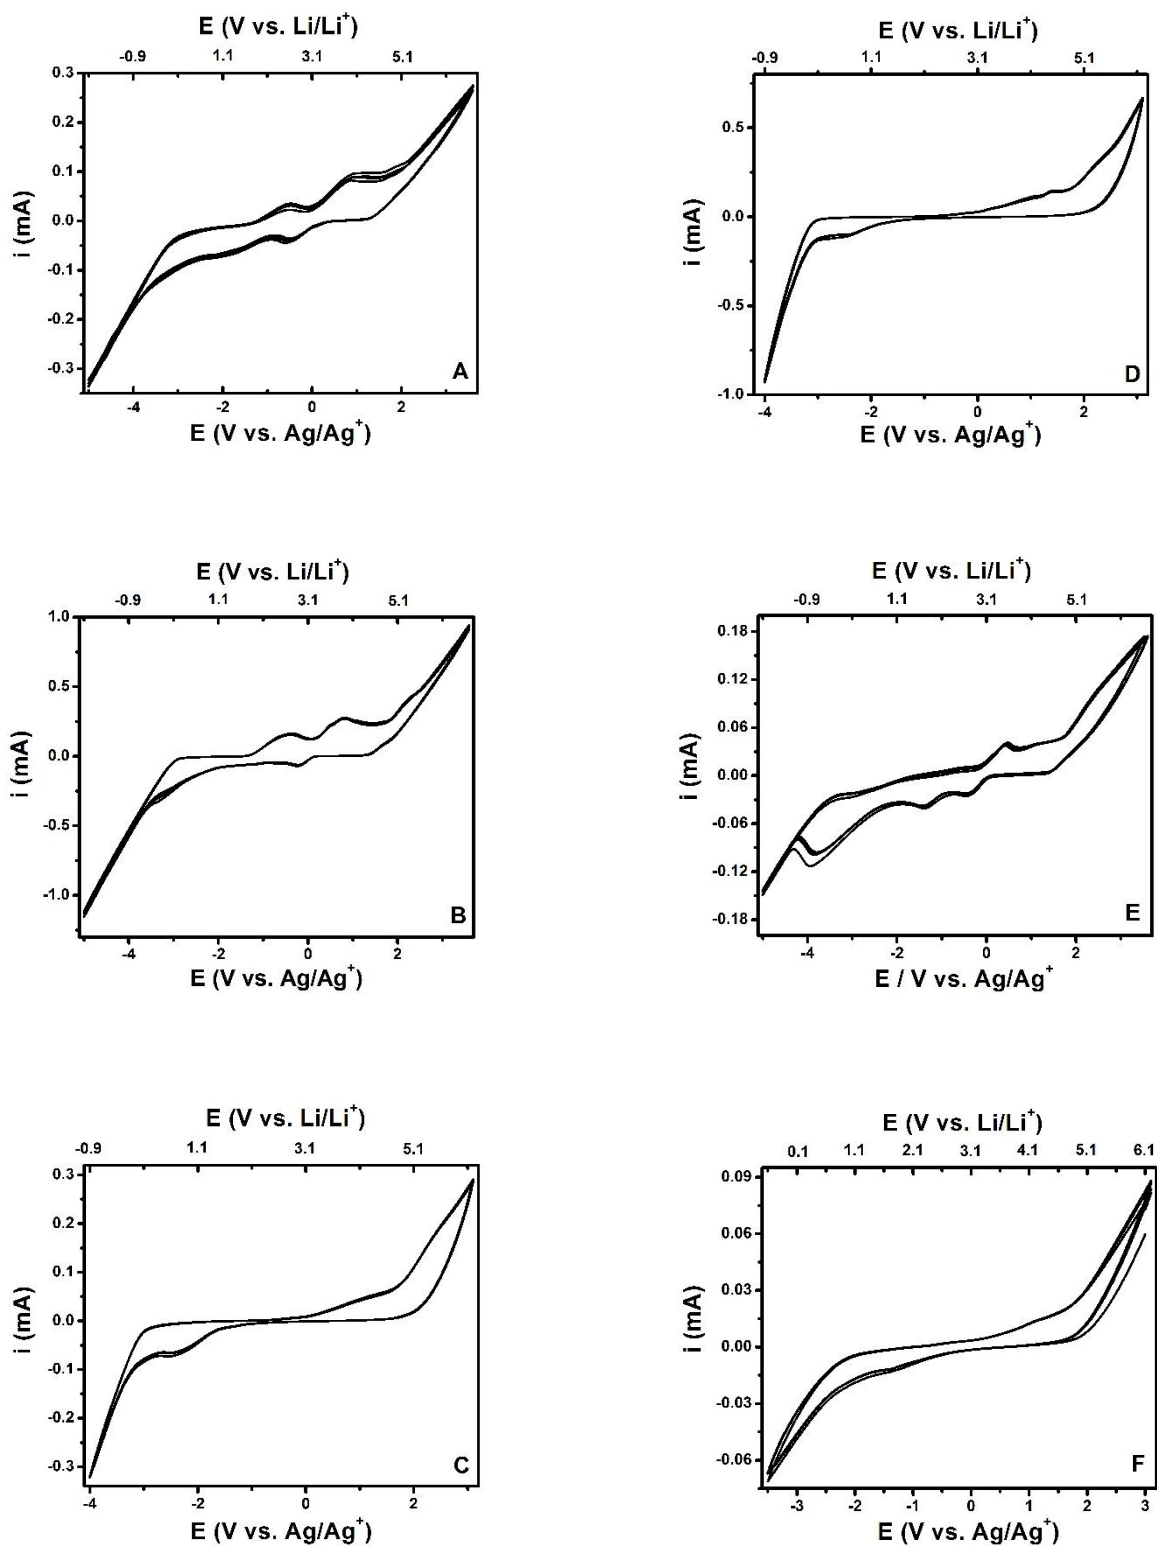 E (V vs. Li/Li+)
-0.9 1.1 3.1 5.1
0.3
0.2
0.1
0.0
-0.1
-0.2
-0.3
i (mA)
A
-4 -2 0 2
E (V vs. Ag/Ag+)
E (V vs. Li/Li+)
-0.9 1.1 3.1 5.1
0.5
0.0
-0.5
-1.0
i (mA)
D
-4 -2 0 2
E (V vs. Ag/Ag+)
E (V vs. Li/Li+)
-0.9 1.1 3.1 5.1
1.0
0.5
0.0
-0.5
-1.0
i (mA)
B
-4 -2 0 2
E (V vs. Ag/Ag+)
E (V vs. Li/Li+)
-0.9 1.1 3.1 5.1
0.18
0.12
0.06
0.00
-0.06
-0.12
-0.18
i (mA)
E
-4 -2 0 2
E / V vs. Ag/Ag+
E (V vs. Li/Li+)
-0.9 1.1 3.1 5.1
0.3
0.2
0.1
0.0
-0.1
-0.2
-0.3
i (mA)
C
-4 -2 0 2
E (V vs. Ag/Ag+)
E (V vs. Li/Li+)
0.1 1.1 2.1 3.1 4.1 5.1 6.1
0.09
0.06
0.03
0.00
-0.03
-0.06
i (mA)
F
-3 -2 -1 0 1 2 3
E (V vs. Ag/Ag+)